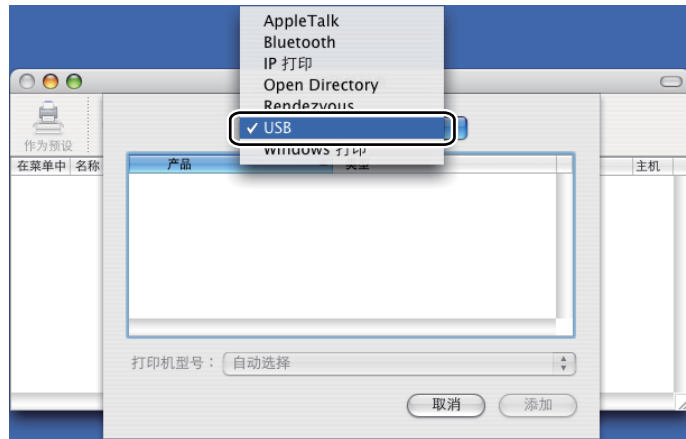 AppleTalk
Bluetooth
IP 打印
Open Directory
Rendezvous
✓ USB
Windows 打印
作为预设
在菜单中 名称 产品 类型 主机
打印机型号： 自动选择
取消 添加